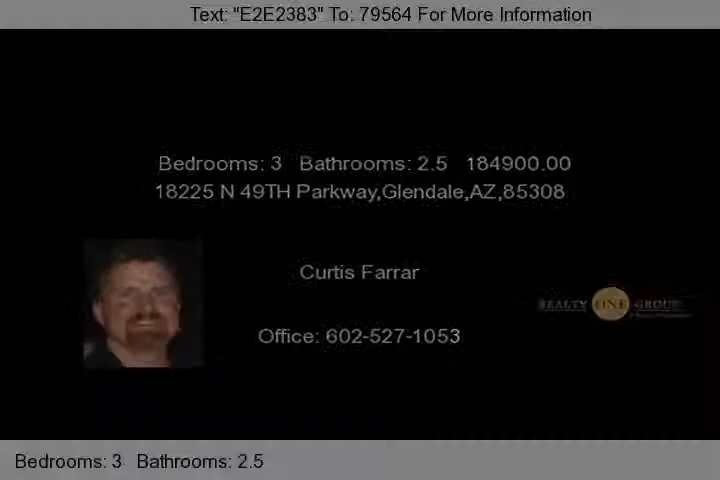 Text: "E2E2383" To: 79564 For More Information
Bedrooms: 3 Bathrooms: 2.5 184900.00
18225 N 49TH Parkway,Glendale,AZ,85308
Curtis Farrar
REALTY ONE GROUP
Office: 602-527-1053
Bedrooms: 3 Bathrooms: 2.5